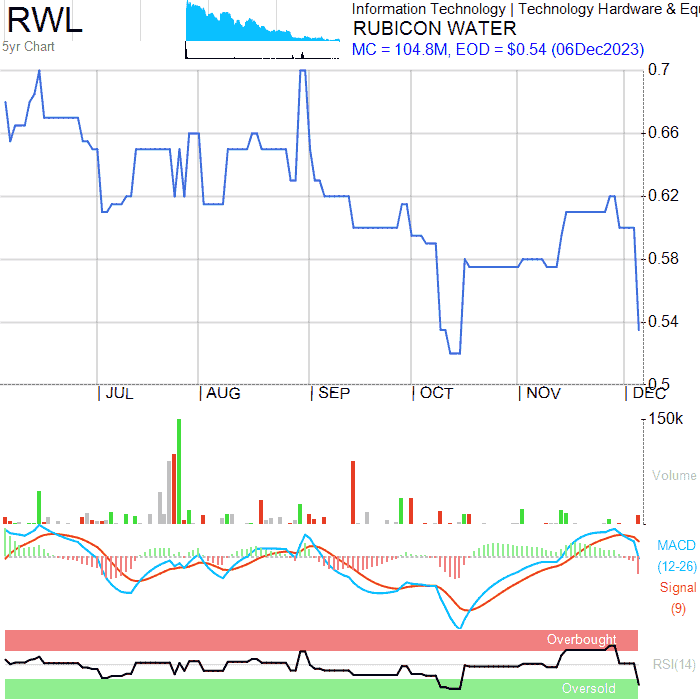 RWL
5yr Chart
Information Technology | Technology Hardware & Equ
RUBICON WATER
MC = 104.8M, EOD = $0.54 (06Dec2023)
0.7
0.66
0.62
0.58
0.54
0.5
JUL AUG SEP OCT NOV DEC
150k
Volume
MACD
(12-26)
Signal
(9)
Overbought
RSI(14)
Oversold